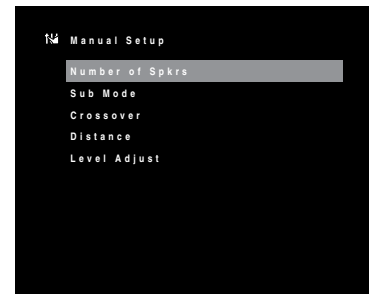 Manual Setup
Number of Spkrs
Sub Mode
Crossover
Distance
Level Adjust